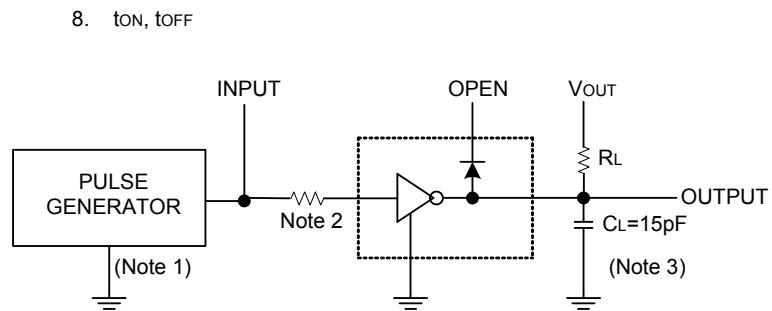 8. tON, tOFF
INPUT
OPEN
VOUT
PULSE
GENERATOR
Note 2
RL
OUTPUT
CL=15pF
(Note 1)
(Note 3)